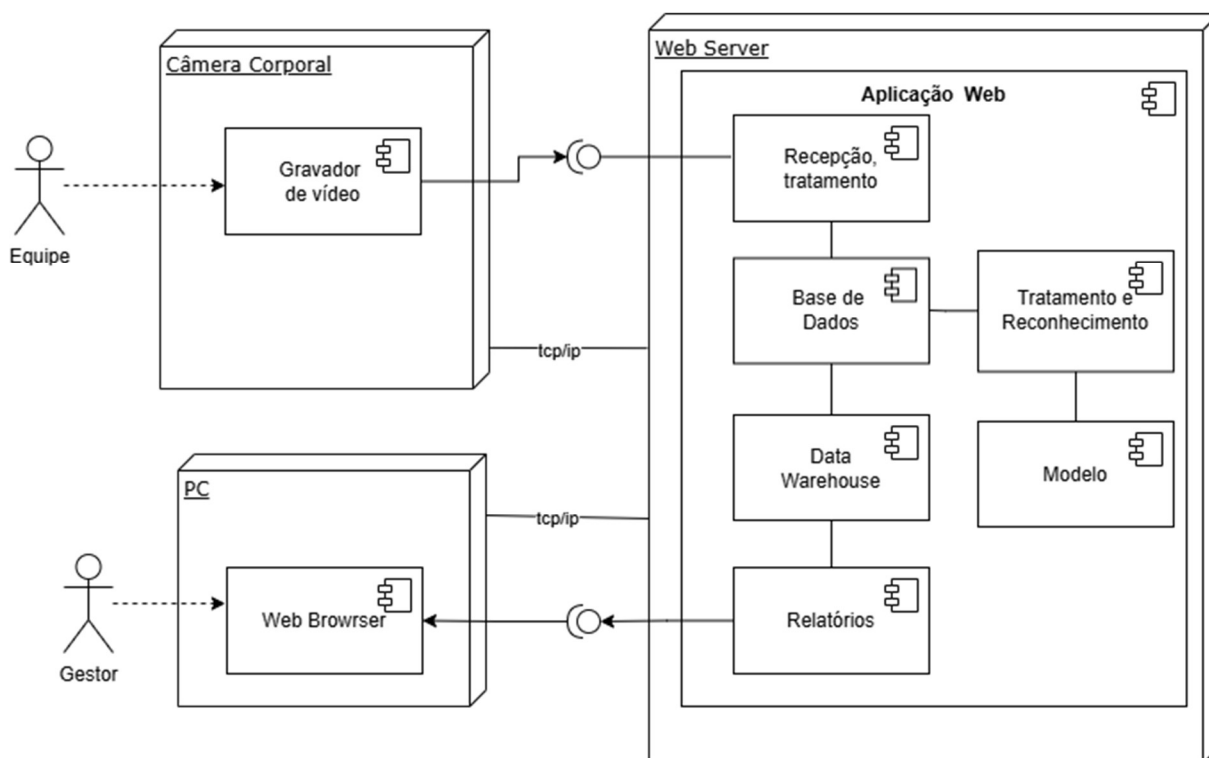 Câmera Corporal
Gravador
de vídeo
Equipe
tcp/ip
PC
Web Browrser
Gestor
tcp/ip
Web Server
Aplicação Web
Recepção,
tratamento
Base de
Dados
Tratamento e
Reconhecimento
Data
Warehouse
Modelo
Relatórios